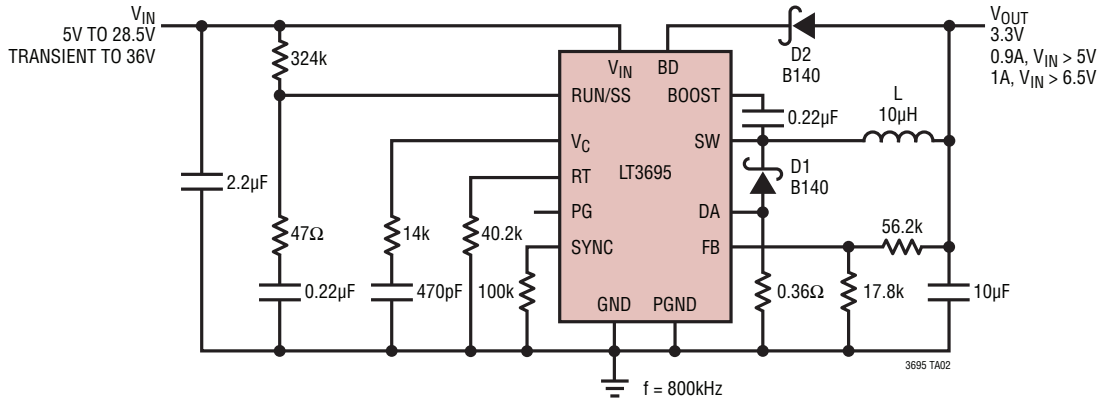 VIN
5V TO 28.5V
TRANSIENT TO 36V
324k
D2
B140
VOUT
3.3V
0.9A, VIN > 5V
1A, VIN > 6.5V
VIN
BD
RUN/SS
BOOST
0.22µF
L
10µH
VC
SW
LT3695
RT
D1
B140
2.2µF
PG
DA
47Ω
14k
40.2k
SYNC
FB
56.2k
0.22µF
470pF
100k
GND
PGND
0.36Ω
17.8k
10µF
3695 TA02
f = 800kHz